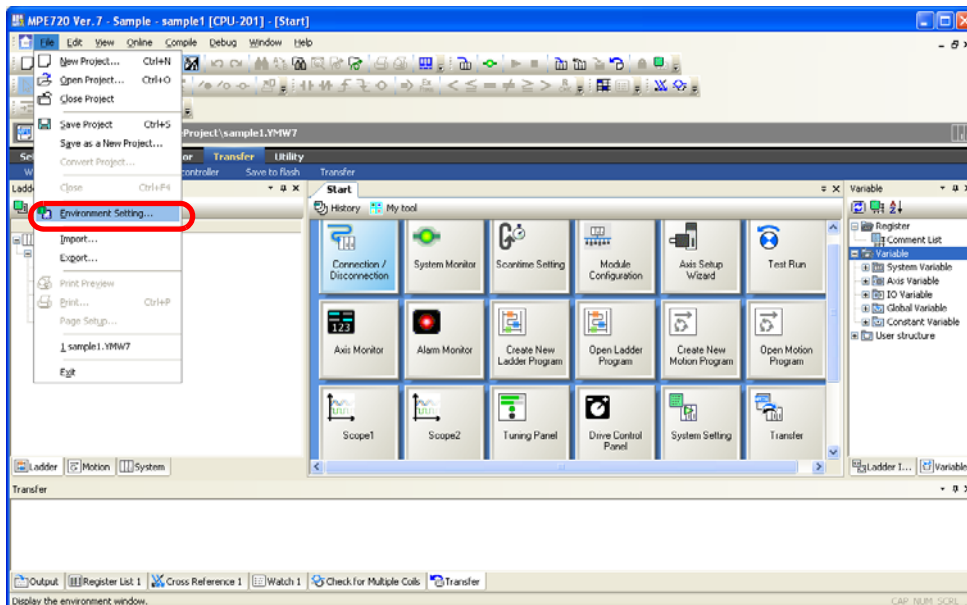 MPE720 Ver. 7 - Sample - sample1 [CPU-201] - [Start]
File Edit View Online Compile Debug Window Help
New Project... Ctrl+N
Open Project... Ctrl+O
Close Project
Save Project Ctrl+S
Save as a New Project...
Convert Project...
Close Ctrl+F4
Environment Setting...
Import...
Export...
Print Preview
Print... Ctrl+P
Page Setup...
1 sample1.YMW7
Exit
Project\sample1.YMW7
Transfer Utility
controller Save to flash Transfer
Start
History My tool
Connection / Disconnection
System Monitor
Scantime Setting
Module Configuration
Axis Setup Wizard
Test Run
123
Axis Monitor
Alarm Monitor
Create New Ladder Program
Open Ladder Program
Create New Motion Program
Open Motion Program
Scope1
Scope2
Tuning Panel
Drive Control Panel
System Setting
Transfer
Variable
Register
Comment List
Variable
System Variable
Axis Variable
IO Variable
Global Variable
Constant Variable
User structure
Ladder Motion System
Ladder I... Variable
Transfer
Output Register List 1 Cross Reference 1 Watch 1 Check for Multiple Coils Transfer
Display the environment window.
CAP NUM SCRL